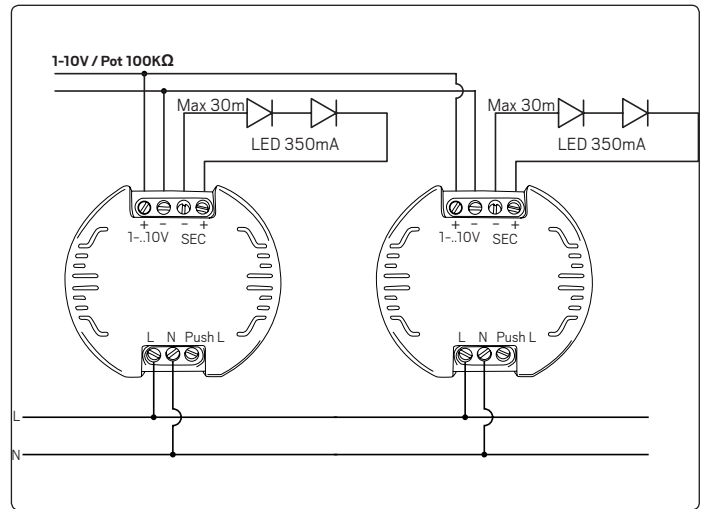 1-10V / Pot 100KΩ
Max 30m
LED 350mA
Max 30m
LED 350mA
+ - - +
1-..10V SEC
+ - - +
1-..10V SEC
L N Push L
L N Push L
L
N